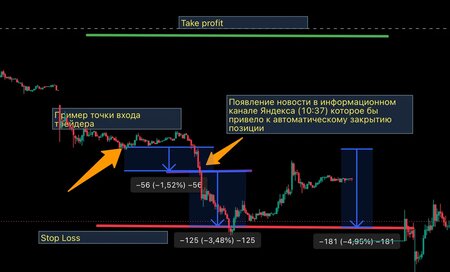 Take profit
Пример точки входа
трейдера
Появление новости в информационном
канале Яндекса (10:37) которое бы
привело к автоматическому закрытию
позиции
−56 (−1,52%) −56
Stop Loss
−125 (−3,48%) −125
−181 (−4,95%) −181